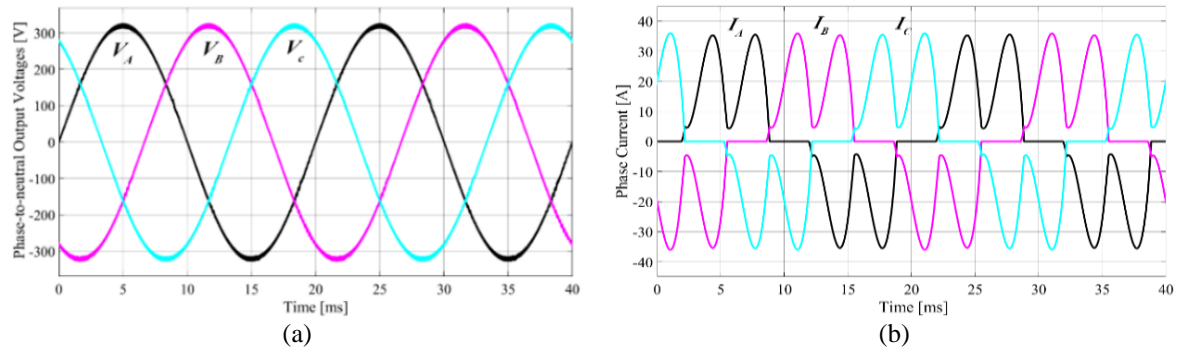 Phase-to-neutral Output Voltages [V]
300
200
100
0
-100
-200
-300
V_A
V_B
V_c
0 5 10 15 20 25 30 35 40
Time [ms]
(a)
Phase Current [A]
40
30
20
10
0
-10
-20
-30
-40
I_A
I_B
I_C
0 5 10 15 20 25 30 35 40
Time [ms]
(b)